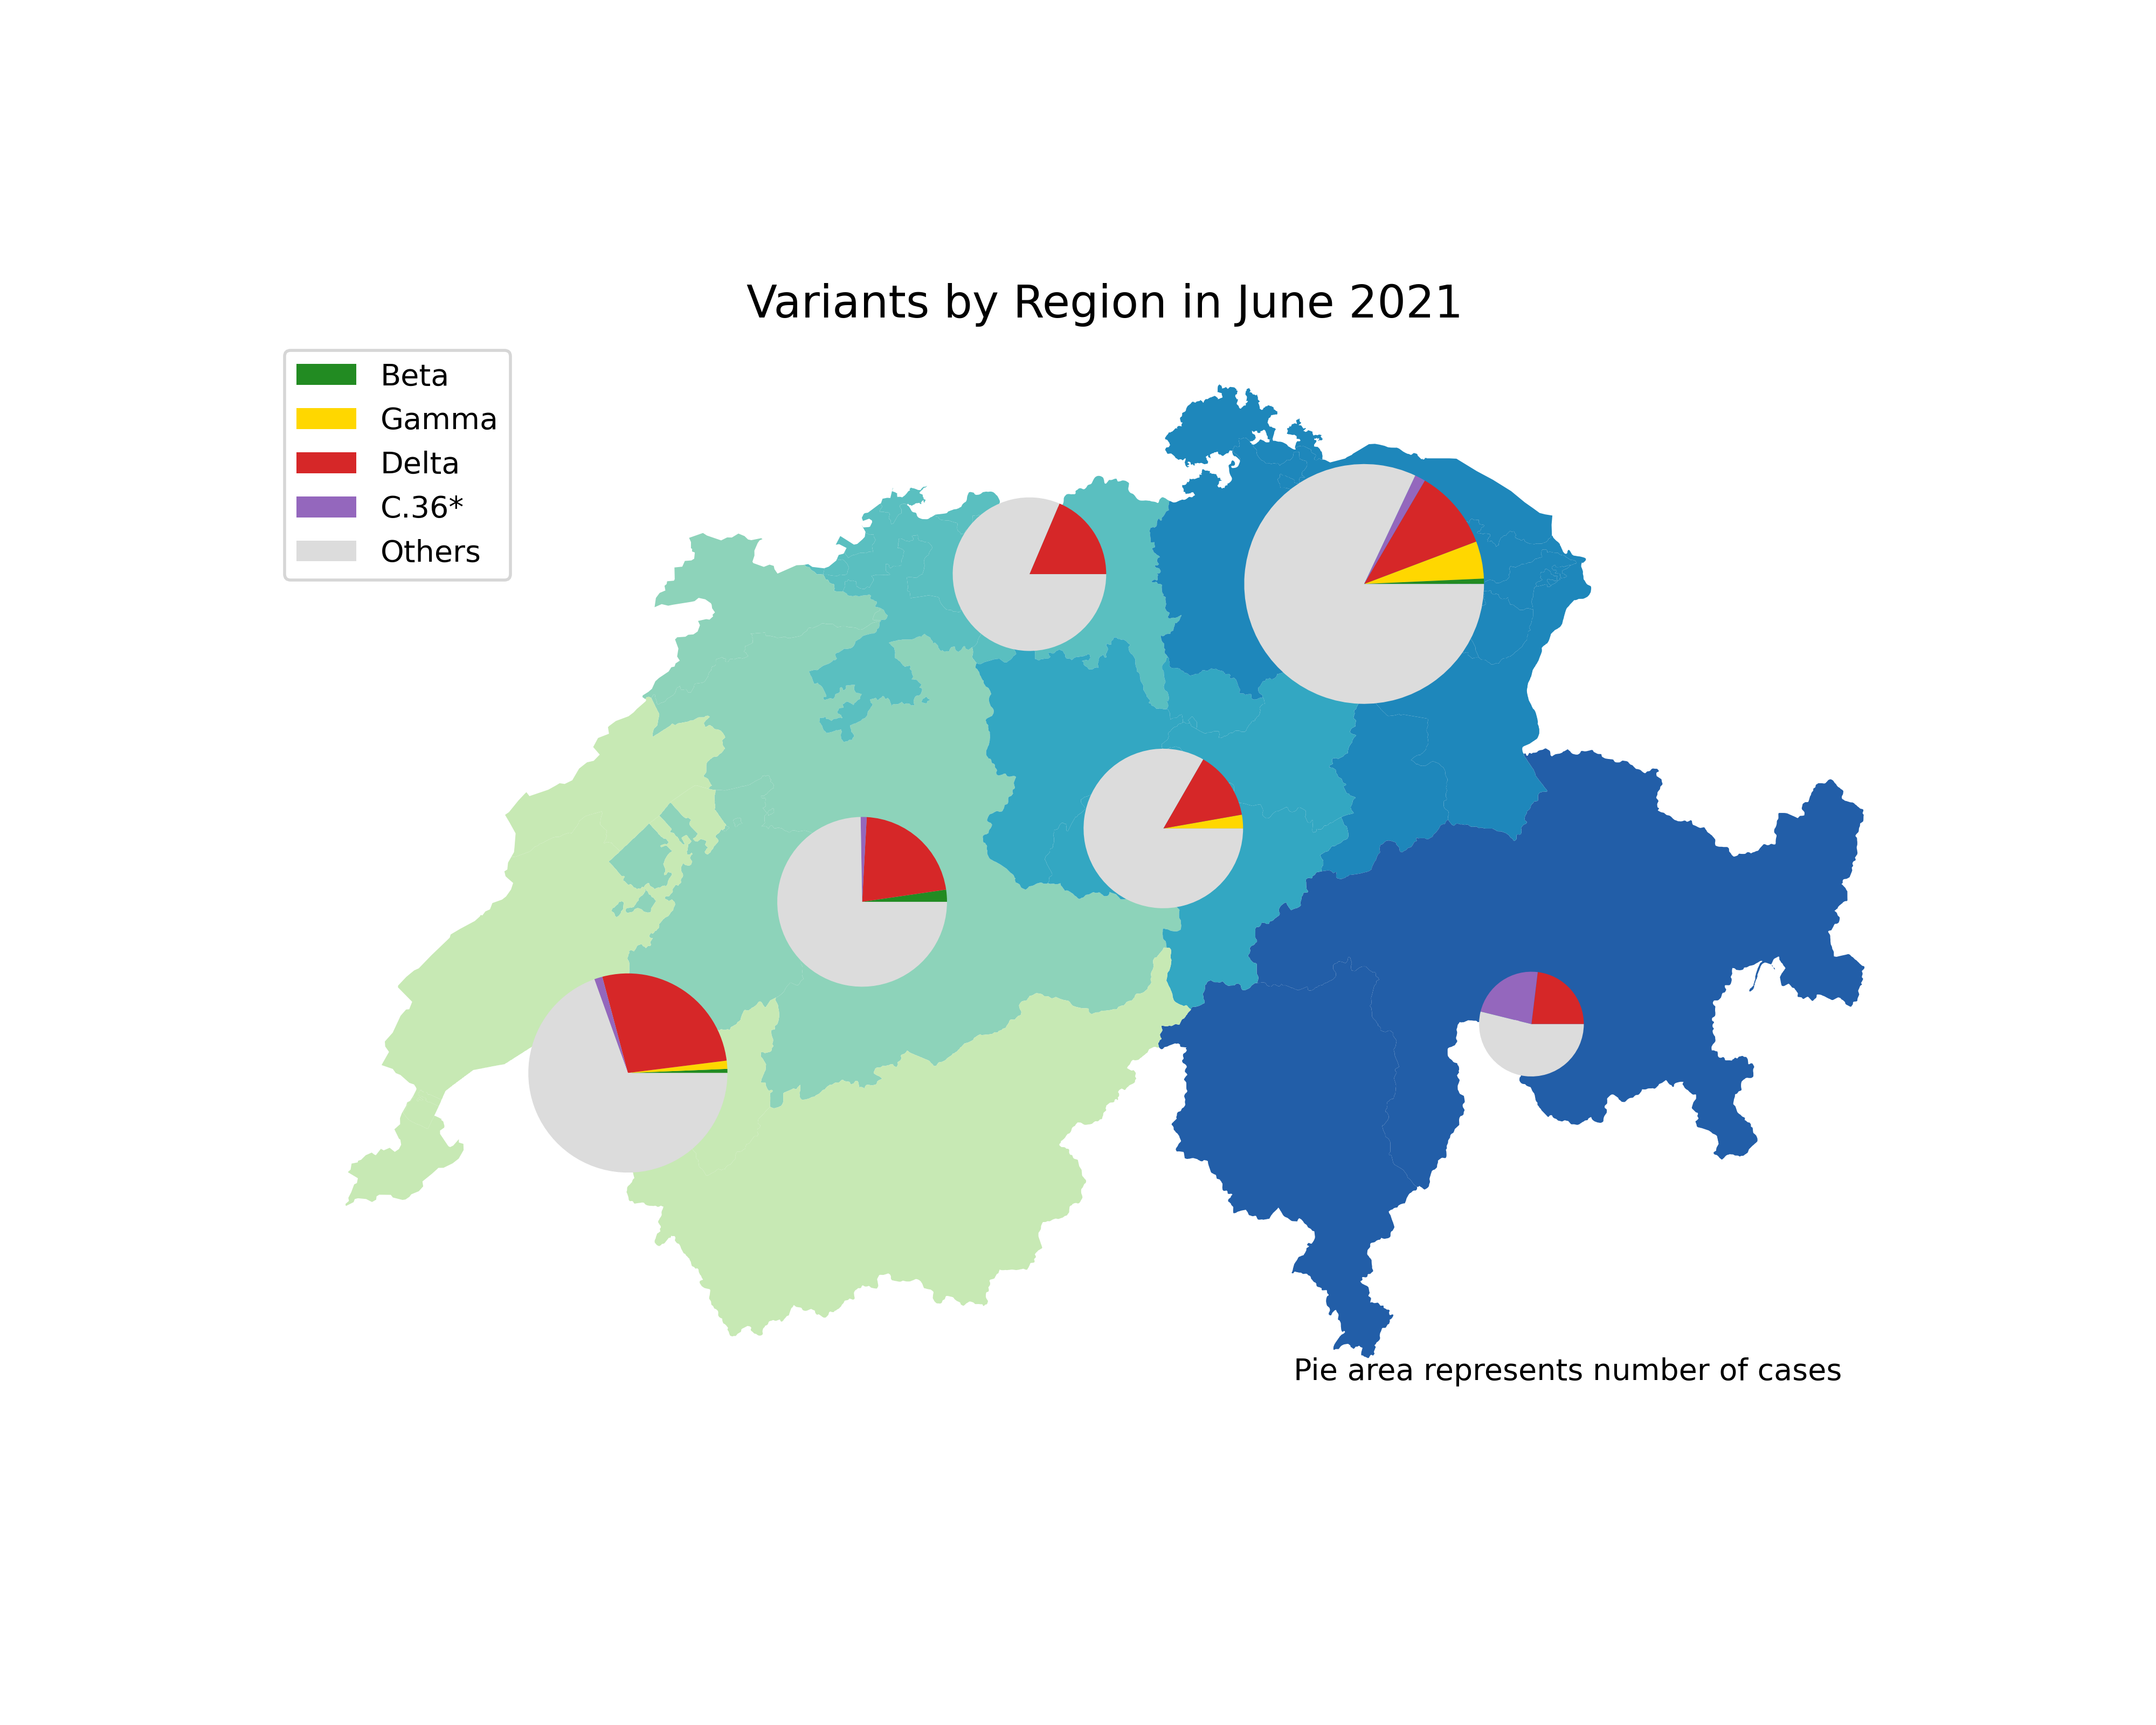 Variants by Region in June 2021
Beta
Gamma
Delta
C.36*
Others
Pie area represents number of cases